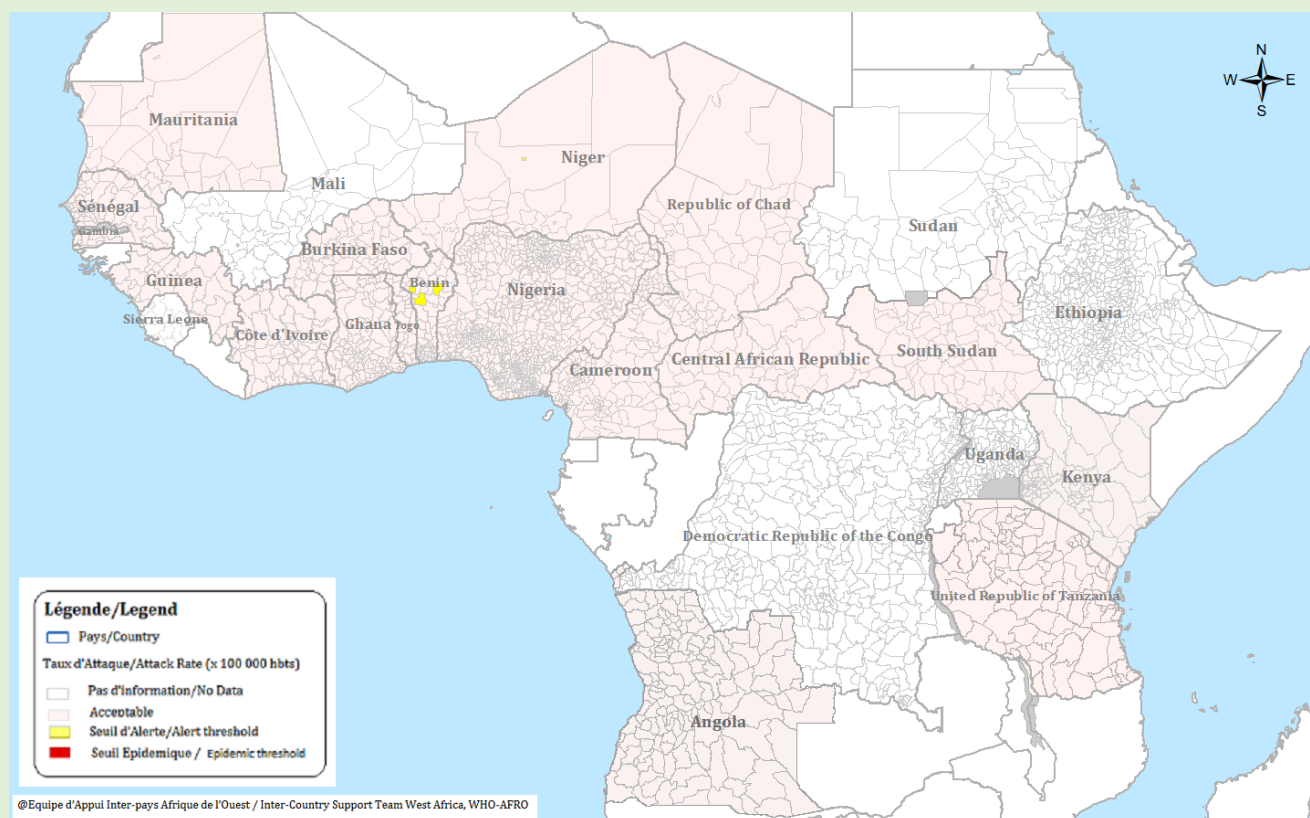 N
W E
S
Mauritania
Mali
Niger
Republic of Chad
Sudan
Sénégal
Gambia
Burkina Faso
Guinea
Benin
Nigeria
Ethiopia
Sierra Leone
Côte d'Ivoire
Ghana
Togo
Cameroon
Central African Republic
South Sudan
Uganda
Kenya
Democratic Republic of the Congo
United Republic of Tanzania
Angola
Légende/Legend
Pays/Country
Taux d'Attaque/Attack Rate (x 100 000 hbts)
Pas d'information/No Data
Acceptable
Seuil d'Alerte/Alert threshold
Seuil Epidemique / Epidemic threshold
@Equipe d'Appui Inter-pays Afrique de l'Ouest / Inter-Country Support Team West Africa, WHO-AFRO